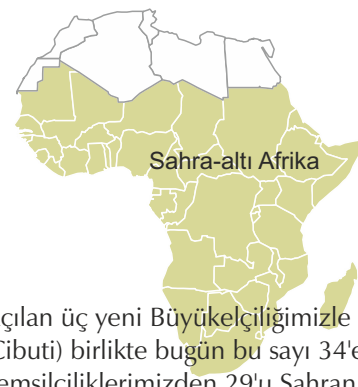 Sahra-altı Afrika
çılan üç yeni Büyükelçiliğimizle
Cibuti) birlikte bugün bu sayı 34'e
emsilciliklerimizden 29'u Sahran